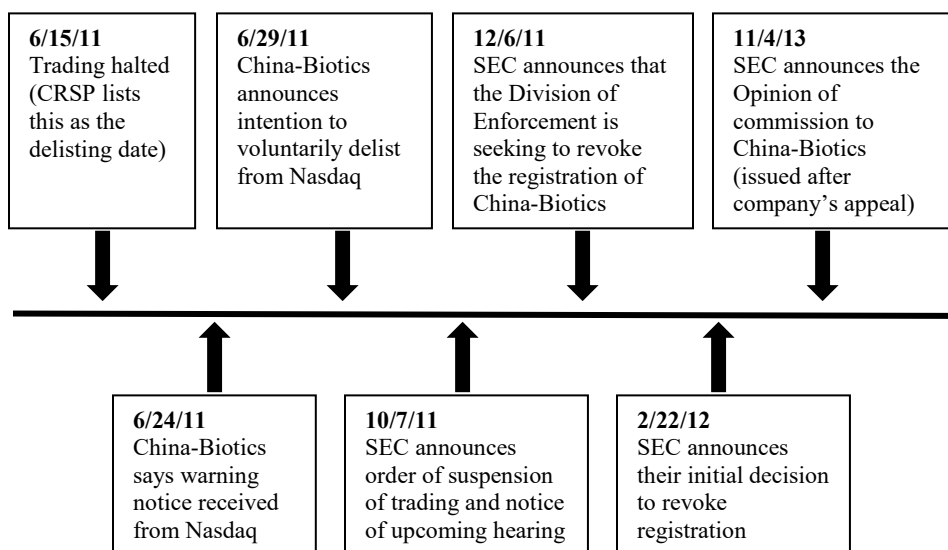 6/15/11
Trading halted
(CRSP lists
this as the
delisting date)
6/29/11
China-Biotics
announces
intention to
voluntarily delist
from Nasdaq
12/6/11
SEC announces that
the Division of
Enforcement is
seeking to revoke
the registration of
China-Biotics
11/4/13
SEC announces the
Opinion of
commission to
China-Biotics
(issued after
company’s appeal)
6/24/11
China-Biotics
says warning
notice received
from Nasdaq
10/7/11
SEC announces
order of suspension
of trading and notice
of upcoming hearing
2/22/12
SEC announces
their initial decision
to revoke
registration